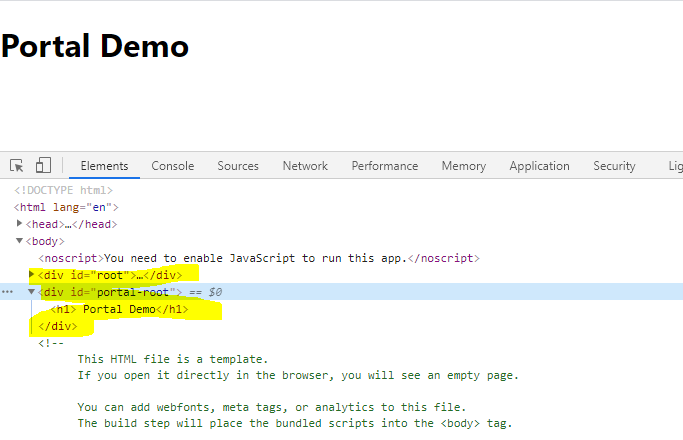 Portal Demo
Elements Console Sources Network Performance Memory Application Security Lig
<!DOCTYPE html>
<html lang="en">
<head>…</head>
<body>
<noscript>You need to enable JavaScript to run this app.</noscript>
<div id="root">…</div>
… <div id="portal-root"> == $0
<h1> Portal Demo</h1>
</div>
<!--
This HTML file is a template.
If you open it directly in the browser, you will see an empty page.
You can add webfonts, meta tags, or analytics to this file.
The build step will place the bundled scripts into the <body> tag.